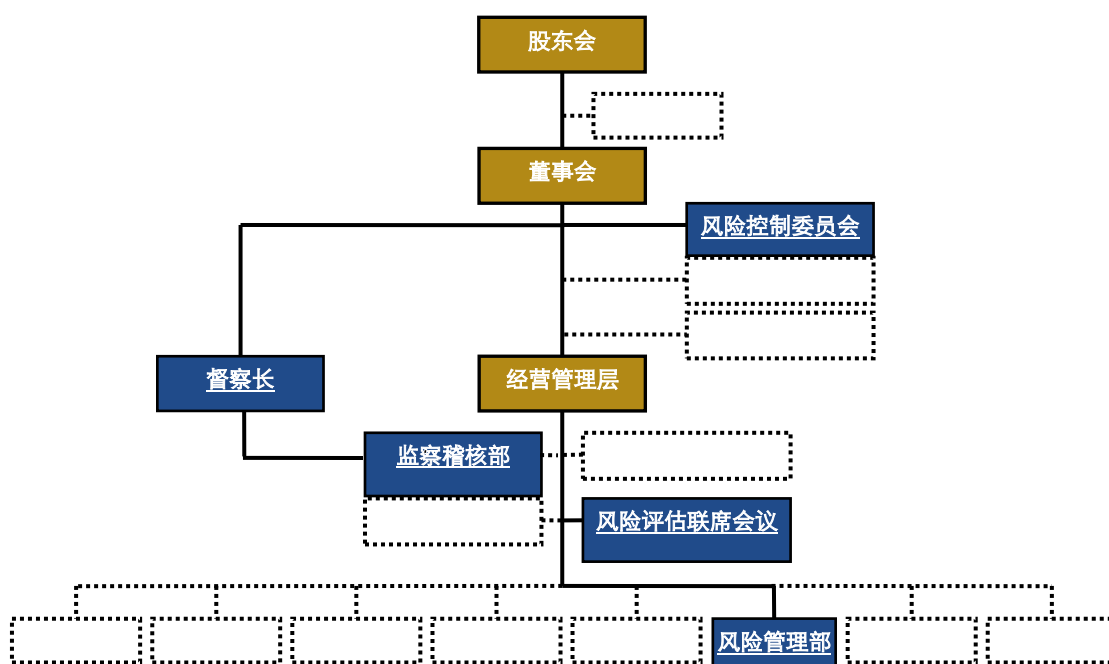 股东会
董事会
风险控制委员会
督察长
经营管理层
监察稽核部
风险评估联席会议
风险管理部